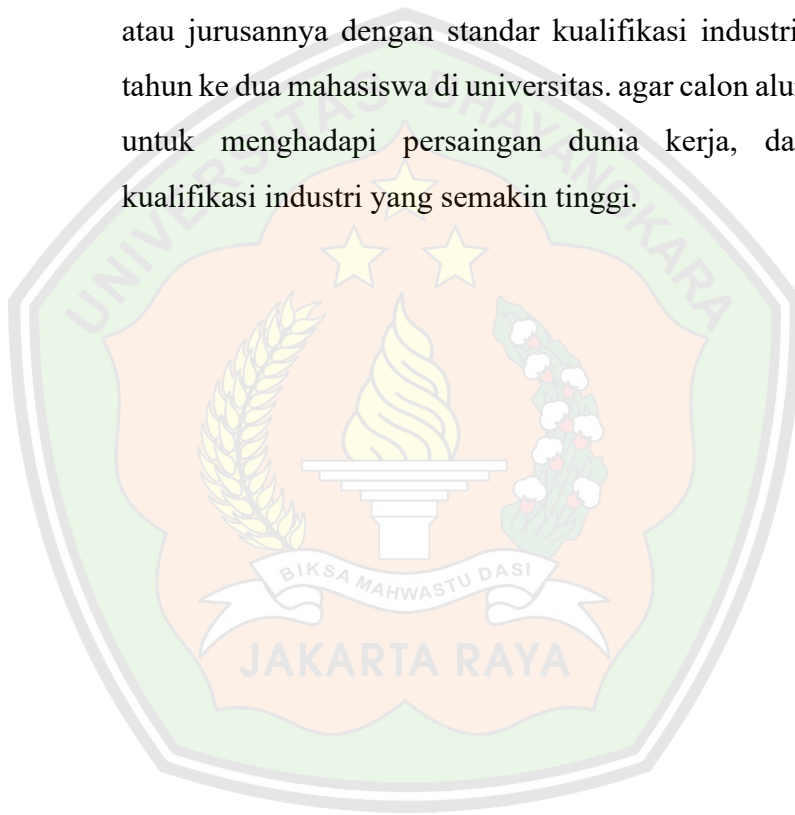 atau jurusannya dengan standar kualifikasi industri
tahun ke dua mahasiswa di universitas. agar calon
untuk menghadapi persaingan dunia kerja,
kualifikasi industri yang semakin tinggi.
UNIVERSITAS BHAYANGKARA
BIKSA MAHWASTU DASI
JAKARTA RAYA